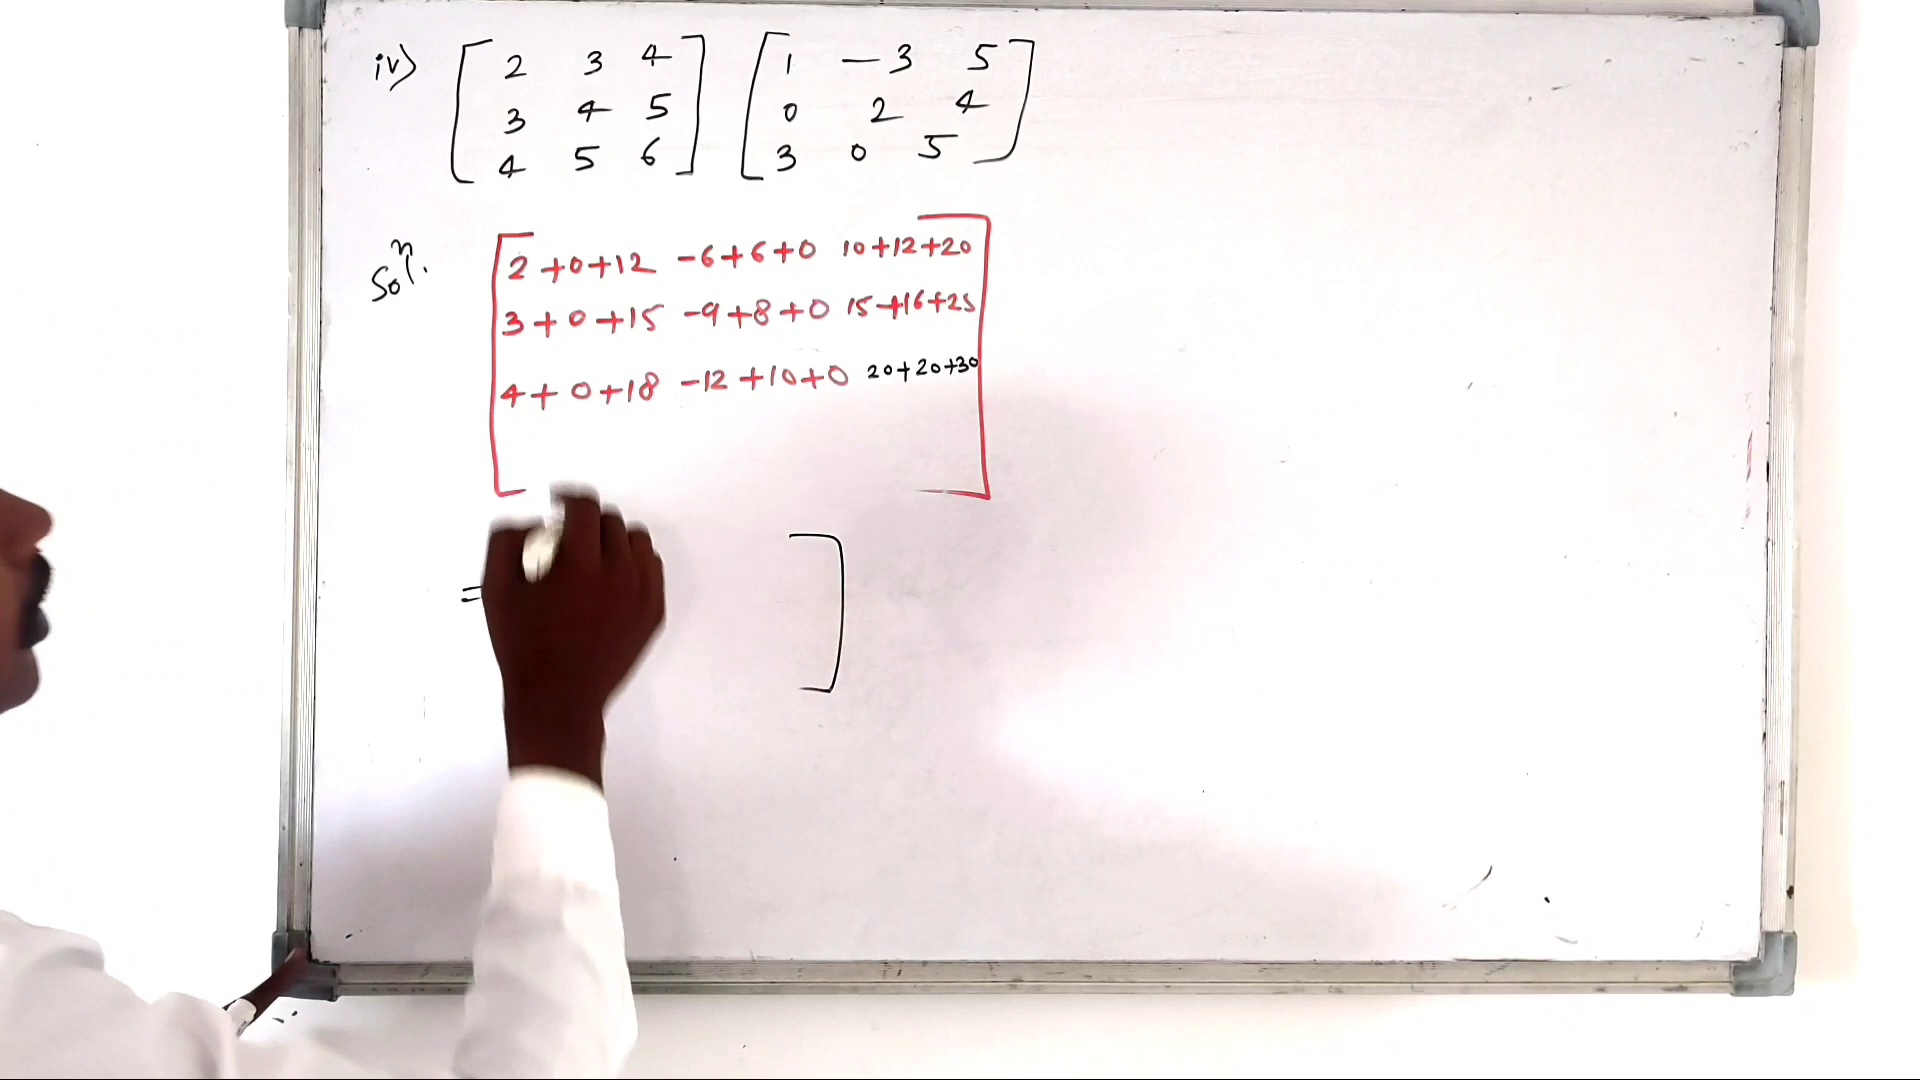 iv) [ 2 3 4 ] [ 1 -3 5 ]
3 4 5 0 2 4
4 5 6 3 0 5
Solⁿ.
2+0+12 -6+6+0 10+12+20
3+0+15 -9+8+0 15+16+25
4+0+18 -12+10+0 20+20+30
= ]